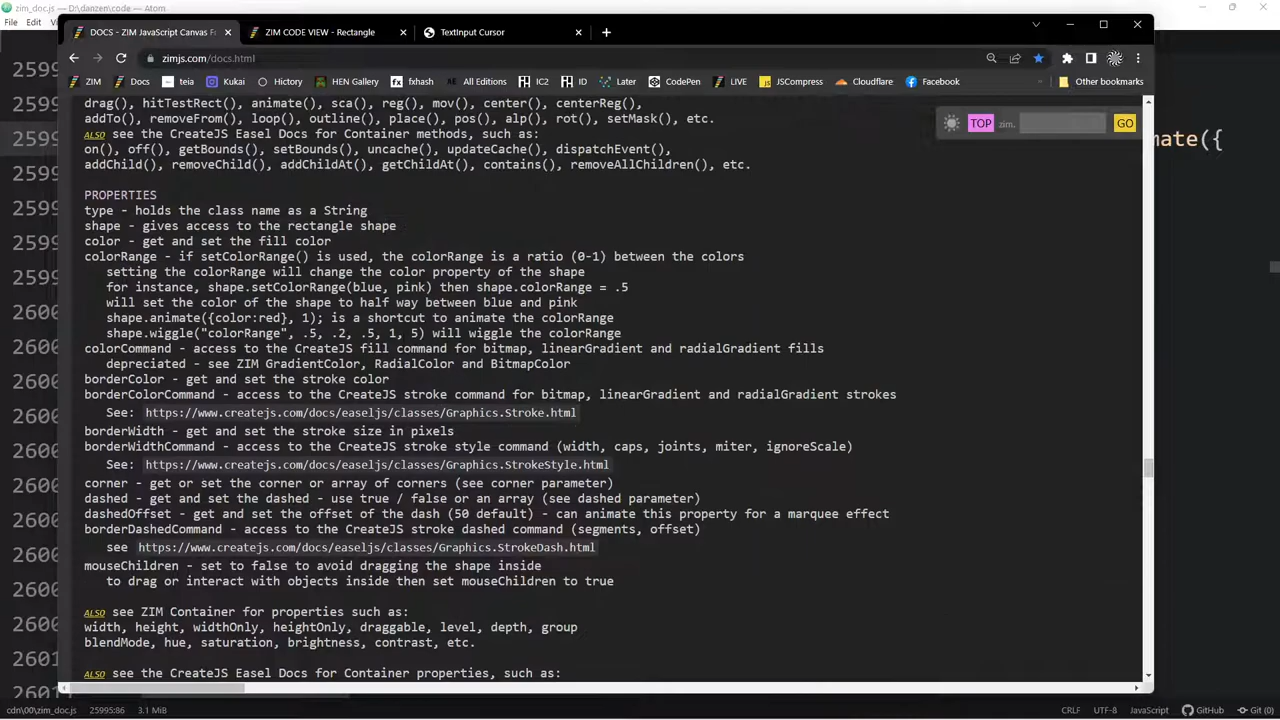 zim_doc.js — D:\danzen\code — Atom
File Edit
DOCS - ZIM JavaScript Canvas F
ZIM CODE VIEW - Rectangle
TextInput Cursor
zimjs.com/docs.html
ZIM Docs teia Kukai Hictory HEN Gallery fxhash All Editions IC2 ID Later CodePen LIVE JSCompress Cloudflare Facebook Other bookmarks
drag(), hitTestRect(), animate(), sca(), reg(), mov(), center(), centerReg(),
addTo(), removeFrom(), loop(), outline(), place(), pos(), alp(), rot(), setMask(), etc.
ALSO see the CreateJS Easel Docs for Container methods, such as:
on(), off(), getBounds(), setBounds(), uncache(), updateCache(), dispatchEvent(),
addChild(), removeChild(), addChildAt(), getChildAt(), contains(), removeAllChildren(), etc.
TOP zim. GO
PROPERTIES
type - holds the class name as a String
shape - gives access to the rectangle shape
color - get and set the fill color
colorRange - if setColorRange() is used, the colorRange is a ratio (0-1) between the colors
setting the colorRange will change the color property of the shape
for instance, shape.setColorRange(blue, pink) then shape.colorRange = .5
will set the color of the shape to half way between blue and pink
shape.animate({color:red}, 1); is a shortcut to animate the colorRange
shape.wiggle("colorRange", .5, .2, .5, 1, 5) will wiggle the colorRange
colorCommand - access to the CreateJS fill command for bitmap, linearGradient and radialGradient fills
depreciated - see ZIM GradientColor, RadialColor and BitmapColor
borderColor - get and set the stroke color
borderColorCommand - access to the CreateJS stroke command for bitmap, linearGradient and radialGradient strokes
See: https://www.createjs.com/docs/easeljs/classes/Graphics.Stroke.html
borderWidth - get and set the stroke size in pixels
borderWidthCommand - access to the CreateJS stroke style command (width, caps, joints, miter, ignoreScale)
See: https://www.createjs.com/docs/easeljs/classes/Graphics.StrokeStyle.html
corner - get or set the corner or array of corners (see corner parameter)
dashed - get and set the dashed - use true / false or an array (see dashed parameter)
dashedOffset - get and set the offset of the dash (50 default) - can animate this property for a marquee effect
borderDashedCommand - access to the CreateJS stroke dashed command (segments, offset)
see https://www.createjs.com/docs/easeljs/classes/Graphics.StrokeDash.html
mouseChildren - set to false to avoid dragging the shape inside
to drag or interact with objects inside then set mouseChildren to true
ALSO see ZIM Container for properties such as:
width, height, widthOnly, heightOnly, draggable, level, depth, group
blendMode, hue, saturation, brightness, contrast, etc.
ALSO see the CreateJS Easel Docs for Container properties, such as:
mate({
cdn\00\zim_doc.js 25995:86 3.1 MiB CRLF UTF-8 JavaScript GitHub Git (0)